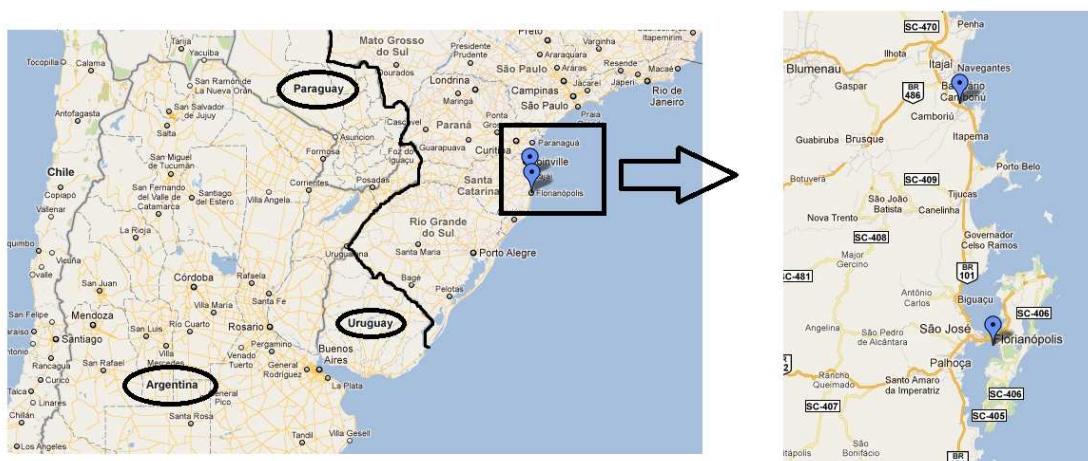 Tarija
Tocopilla
Calama
Yacuiba
Mato Grosso
do Sul
Dourados
Presidente
Prudente
Preto
Araraquara
Varginha
Itapemirim
São Paulo
Araras
Resende
Macaé
Londrina
Maringá
Campinas
Jacareí
Japeri
Rio de
Janeiro
São Paulo
Praia
Paraguay
San Ramón de
La Nueva Orán
Antofagasta
San Salvador
de Jujuy
Salta
Asuncion
Cascavel
Paraná
Ponta
Guarapuava
Curitiba
Paranaguá
Formosa
Foz do
Iguaçu
San Miguel
de Tucumán
Chile
Copiapó
Vallenar
San Fernando
del Valle de
Catamarca
Santiago
del Estero
Villa Angela
Corrientes
Posadas
Santa
Catarina
Florianópolis
La Rioja
Rio Grande
do Sul
Vicuña
Ovalle
Santa Maria
Porto Alegre
San Juan
Córdoba
Rafaela
Bagé
Pelotas
San Felipe
Mendoza
Villa María
Santa Fe
San Luis
Río Cuarto
Rosario
Uruguay
Santiago
San Rafael
Villa
Mercedes
Venado
Tuerto
Pergamino
Buenos
Aires
Rancagua
Curicó
General
Rodríguez
La Plata
Talca
Linares
Argentina
General
Pico
Chillán
Santa Rosa
Los Angeles
Tandil
Villa Gesell
SC-470
Penha
Ilhota
Itajaí
Navegantes
Blumenau
Gaspar
BR
486
Camboriú
Guabiruba
Brusque
Itapema
Botuverá
Porto Belo
SC-409
São João
Batista
Tijucas
Canelinha
Nova Trento
SC-408
Governador
Celso Ramos
Major
Gercino
BR
101
SC-481
Antônio
Carlos
Biguaçu
SC-406
Angelina
São Pedro
de Alcântara
São José
Florianópolis
Palhoça
Rancho
Queimado
Santo Amaro
da Imperatriz
SC-407
SC-406
SC-405
São
Bonifácio
BR